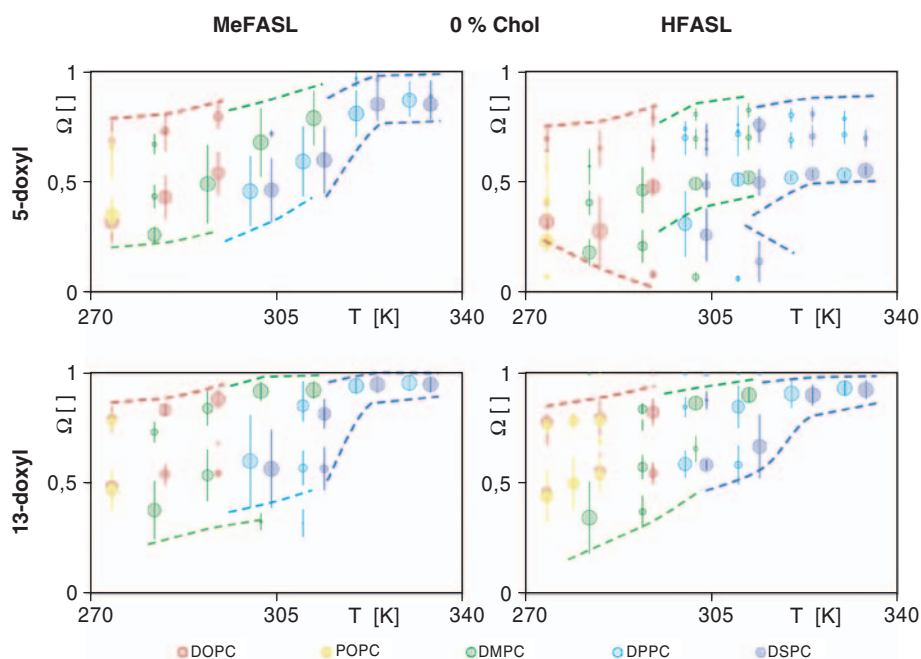 MeFASL 0 % Chol HFASL
5-doxyl
1
Ω [ ]
0,5
0
270 305 T [K] 340
1
Ω [ ]
0,5
0
270 305 T [K] 340
13-doxyl
1
Ω [ ]
0,5
0
270 305 T [K] 340
1
Ω [ ]
0,5
0
270 305 T [K] 340
DOPC POPC DMPC DPPC DSPC